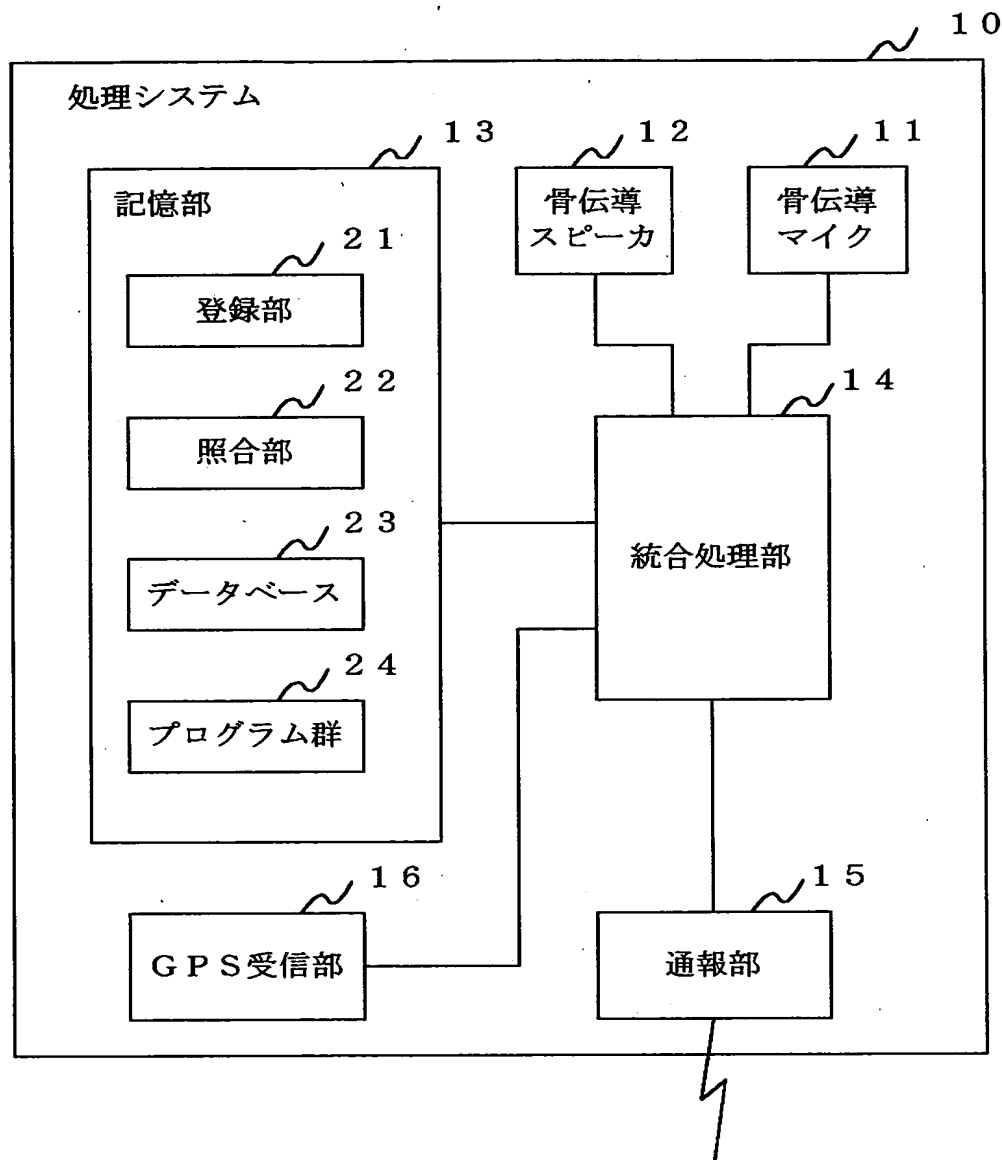 １０
処理システム
１３
１２
１１
記憶部
骨伝導
スピーカ
骨伝導
マイク
２１
登録部
２２
照合部
１４
統合処理部
２３
データベース
２４
プログラム群
１６
ＧＰＳ受信部
１５
通報部